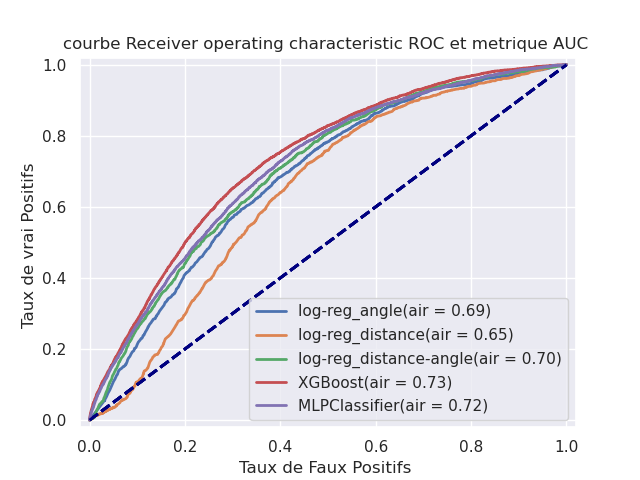 courbe Receiver operating characteristic ROC et metrique AUC
1.0
0.8
0.6
0.4
0.2
0.0
Taux de vrai Positifs
log-reg_angle(air = 0.69)
log-reg_distance(air = 0.65)
log-reg_distance-angle(air = 0.70)
XGBoost(air = 0.73)
MLPClassifier(air = 0.72)
0.0 0.2 0.4 0.6 0.8 1.0
Taux de Faux Positifs